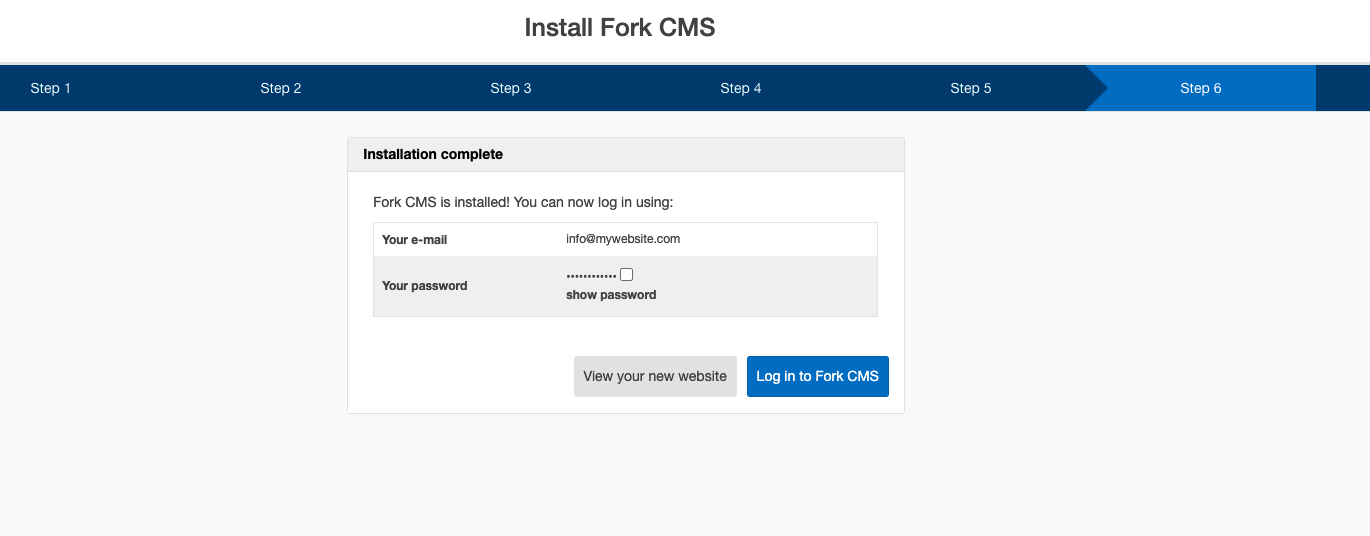 Install Fork CMS
Step 1 Step 2 Step 3 Step 4 Step 5 Step 6
Installation complete
Fork CMS is installed! You can now log in using:
Your e-mail info@mywebsite.com
Your password ••••••••••••
show password
View your new website Log in to Fork CMS